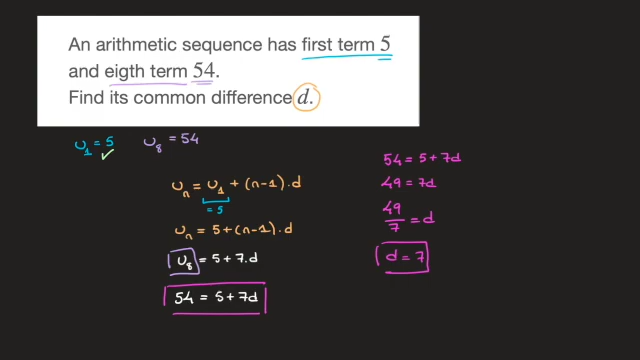 An arithmetic sequence has first term 5
and eigth term 54.
Find its common difference d.
U₁ = 5
U₈ = 54
Uₙ = U₁ + (n-1).d
= 5
Uₙ = 5 + (n-1).d
U₈ = 5 + 7.d
54 = 5 + 7d
54 = 5 + 7d
49 = 7d
49/7 = d
d = 7